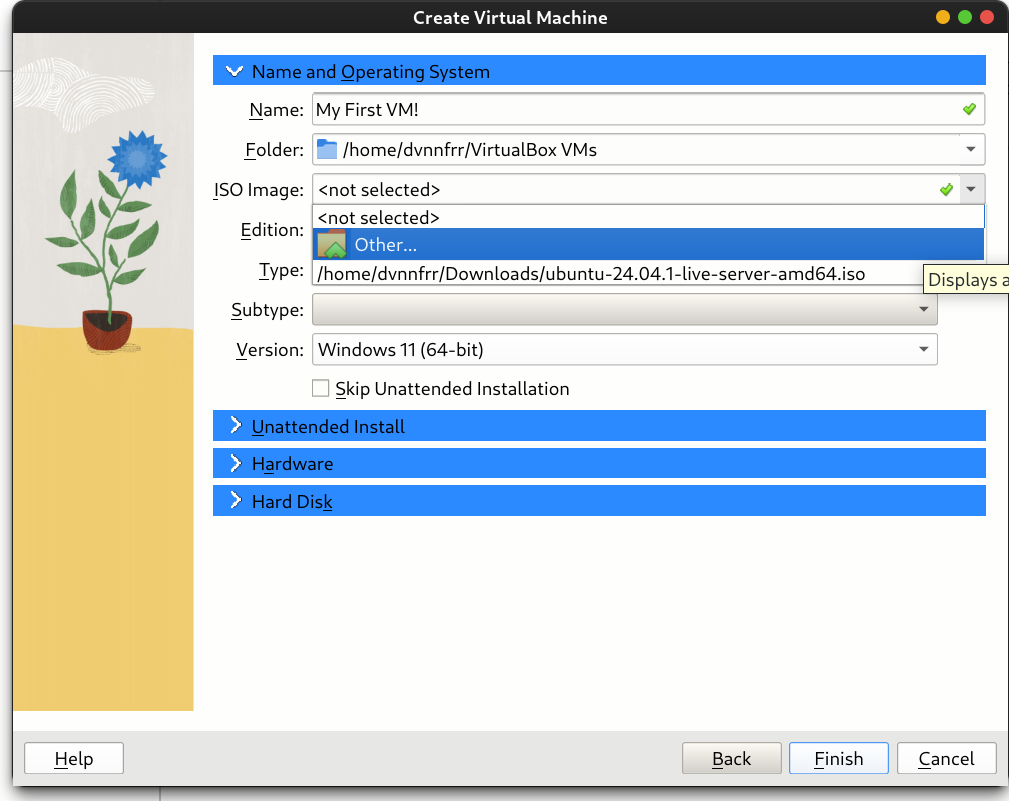 Create Virtual Machine
Name and Operating System
Name: My First VM!
Folder: /home/dvnnfrr/VirtualBox VMs
ISO Image: <not selected>
<not selected>
Edition:
Other...
Type: /home/dvnnfrr/Downloads/ubuntu-24.04.1-live-server-amd64.iso
Displays a
Subtype:
Version: Windows 11 (64-bit)
Skip Unattended Installation
Unattended Install
Hardware
Hard Disk
Help Back Finish Cancel